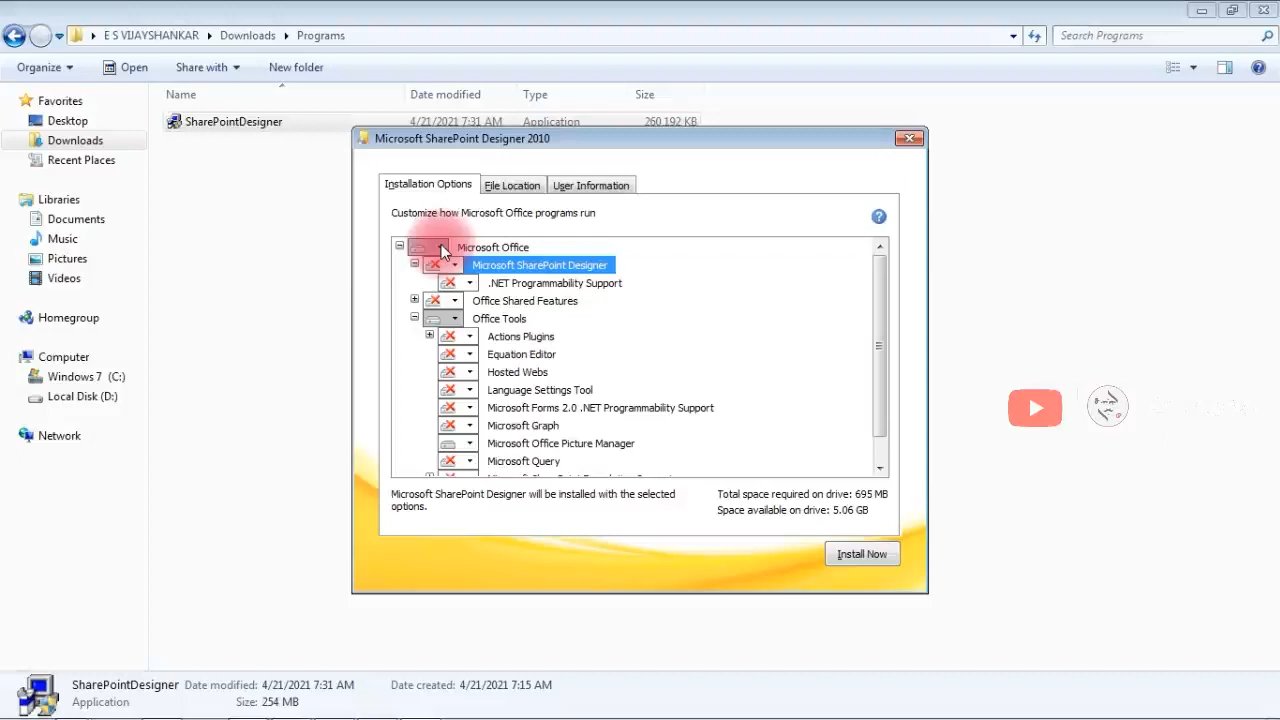 E S VIJAYSHANKAR Downloads Programs Search Programs
Organize Open Share with New folder
Favorites
Desktop
Downloads
Recent Places
Libraries
Documents
Music
Pictures
Videos
Homegroup
Computer
Windows 7 (C:)
Local Disk (D:)
Network
Name Date modified Type Size
SharePointDesigner 4/21/2021 7:31 AM Application 260,192 KB
Microsoft SharePoint Designer 2010
Installation Options File Location User Information
Customize how Microsoft Office programs run
Microsoft Office
Microsoft SharePoint Designer
.NET Programmability Support
Office Shared Features
Office Tools
Actions Plugins
Equation Editor
Hosted Webs
Language Settings Tool
Microsoft Forms 2.0 .NET Programmability Support
Microsoft Graph
Microsoft Office Picture Manager
Microsoft Query
Microsoft SharePoint Designer will be installed with the selected
options.
Total space required on drive: 695 MB
Space available on drive: 5.06 GB
Install Now
SharePointDesigner Date modified: 4/21/2021 7:31 AM Date created: 4/21/2021 7:15 AM
Application Size: 254 MB